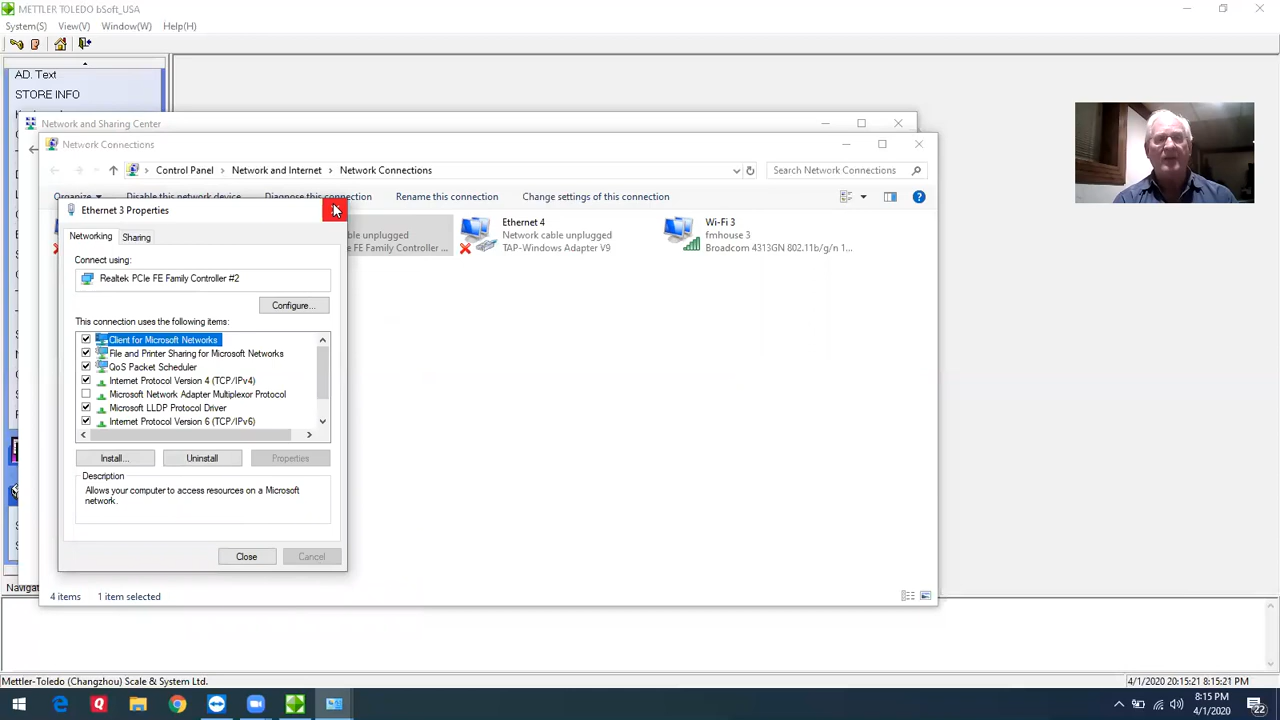 METTLER TOLEDO bSoft_USA
System(S) View(V) Window(W) Help(H)
AD. Text
STORE INFO
Network and Sharing Center
Network Connections
Control Panel › Network and Internet › Network Connections
Search Network Connections
Organize Disable this network device Diagnose this connection Rename this connection Change settings of this connection
Ethernet 3 Properties
Networking
Sharing
Connect using:
Realtek PCIe FE Family Controller #2
Configure...
This connection uses the following items:
Client for Microsoft Networks
File and Printer Sharing for Microsoft Networks
QoS Packet Scheduler
Internet Protocol Version 4 (TCP/IPv4)
Microsoft Network Adapter Multiplexor Protocol
Microsoft LLDP Protocol Driver
Internet Protocol Version 6 (TCP/IPv6)
Install... Uninstall Properties
Description
Allows your computer to access resources on a Microsoft
network.
Close Cancel
ble unplugged
FE Family Controller ...
Ethernet 4
Network cable unplugged
TAP-Windows Adapter V9
Wi-Fi 3
fmhouse 3
Broadcom 4313GN 802.11b/g/n 1...
4 items 1 item selected
Navigat
Mettler-Toledo (Changzhou) Scale & System Ltd.
4/1/2020 20:15:21 8:15:21 PM
8:15 PM
4/1/2020
22